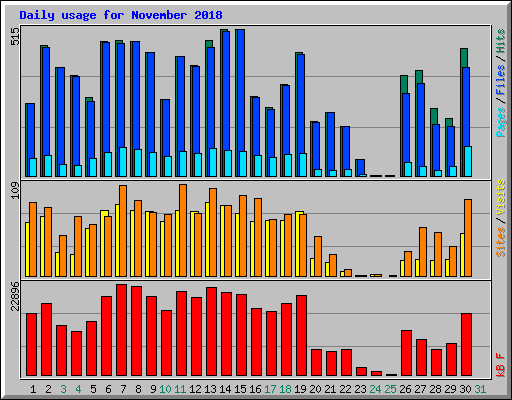 Daily usage for November 2018
515
Pages/Files/Hits
109
Sites/Visits
22896
kB F
1 2 3 4 5 6 7 8 9 10 11 12 13 14 15 16 17 18 19 20 21 22 23 24 25 26 27 28 29 30 31